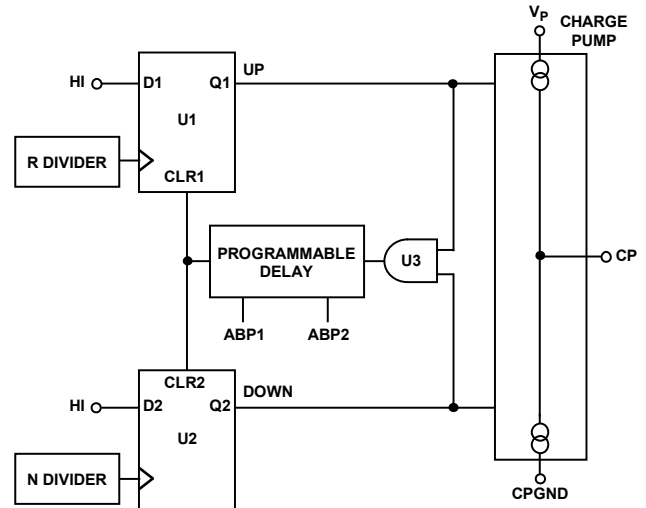 VP
CHARGE
PUMP
HI
D1
Q1
UP
U1
R DIVIDER
CLR1
PROGRAMMABLE
DELAY
U3
CP
ABP1
ABP2
CLR2
HI
D2
Q2
DOWN
U2
N DIVIDER
CPGND